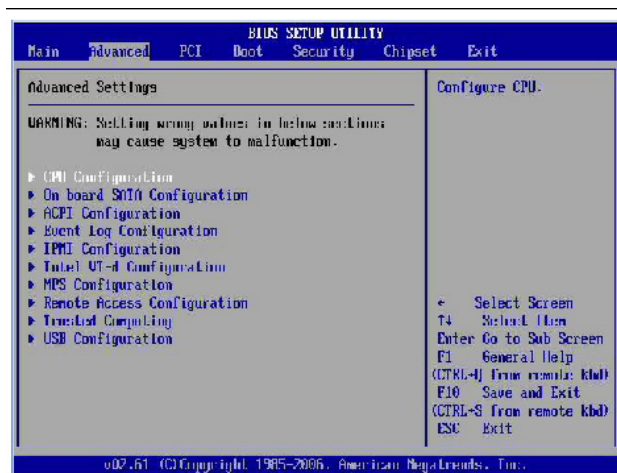 BIOS SETUP UTILITY
Main Advanced PCI Boot Security Chipset Exit
Advanced Settings
WARNING: Setting wrong values in below sections
may cause system to malfunction.
CPU Configuration
On board SATA Configuration
ACPI Configuration
Event Log Configuration
IPMI Configuration
Intel VT-d Configuration
MPS Configuration
Remote Access Configuration
Trusted Computing
USB Configuration
Configure CPU.
← Select Screen
↑↓ Select Item
Enter Go to Sub Screen
F1 General Help
(CTRL+Q from remote kbd)
F10 Save and Exit
(CTRL+S from remote kbd)
ESC Exit
v02.61 (C)Copyright 1985-2006, American Megatrends, Inc.